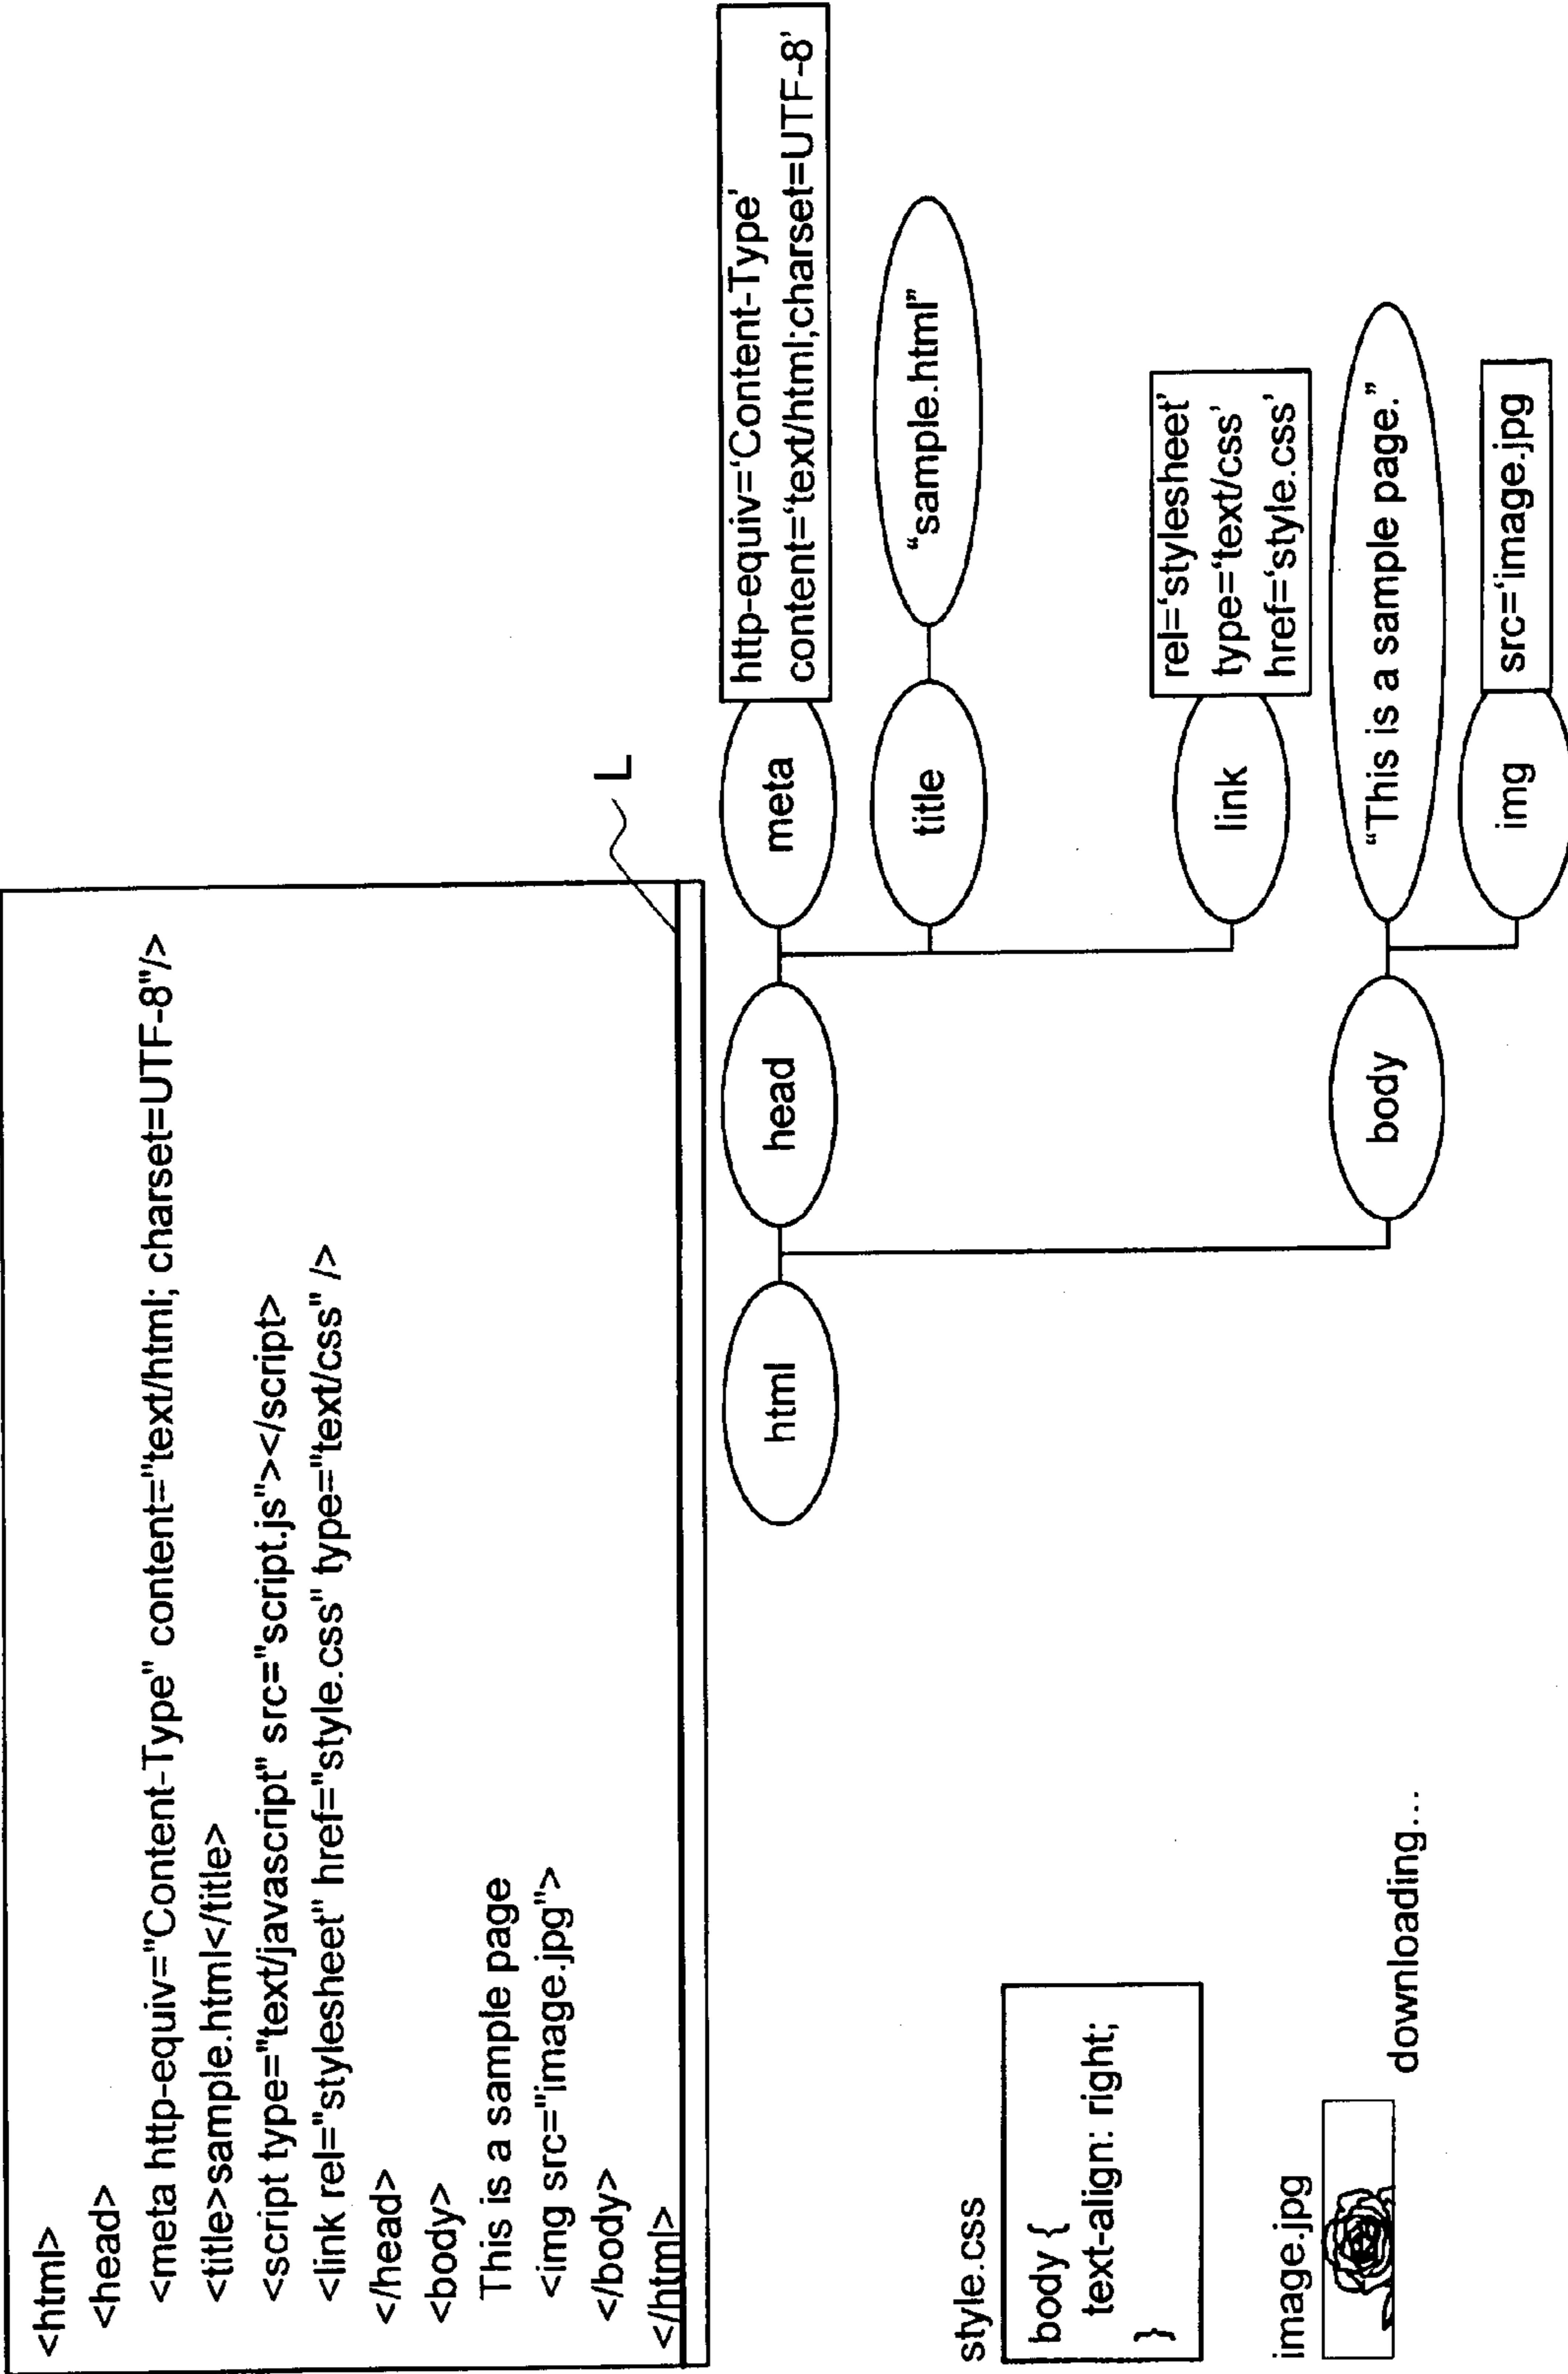 <html>
<head>
<meta http-equiv="Content-Type" content="text/html; charset=UTF-8"/>
<title>sample.html</title>
<script type="text/javascript" src="script.js"></script>
<link rel="stylesheet" href="style.css" type="text/css" />
</head>
<body>
This is a sample page
<img src="image.jpg">
</body>
</html>
L
html
head
meta
http-equiv=‘Content-Type’
content=‘text/html;charset=UTF-8’
title
“sample.html”
link
rel=‘stylesheet’
type=‘text/css’
href=‘style.css’
body
“This is a sample page.”
img
src=‘image.jpg
style.css
body {
text-align: right;
}
image.jpg
downloading...